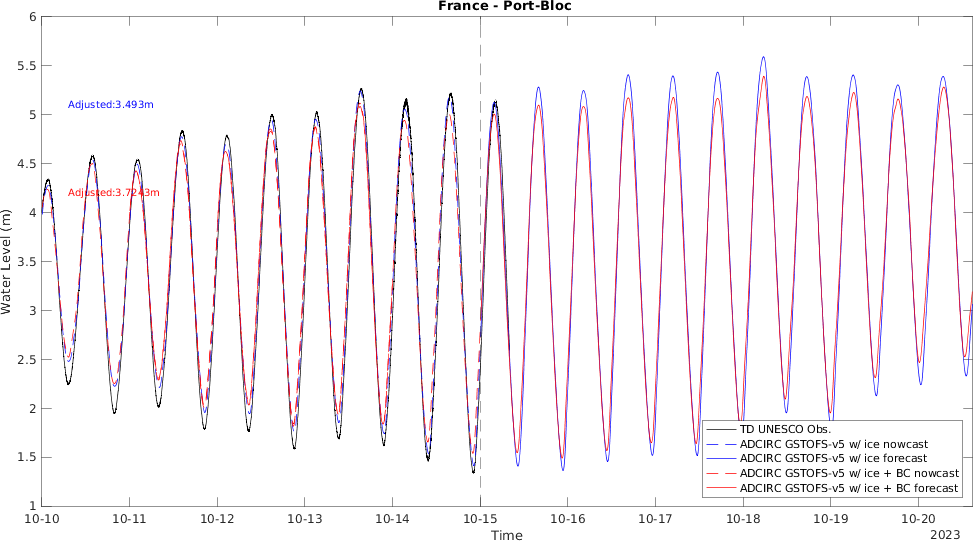 France - Port-Bloc
6
5.5
5
4.5
4
3.5
3
2.5
2
1.5
1
Water Level (m)
Adjusted:3.493m
Adjusted:3.7243m
TD UNESCO Obs.
ADCIRC GSTOFS-v5 w/ ice nowcast
ADCIRC GSTOFS-v5 w/ ice forecast
ADCIRC GSTOFS-v5 w/ ice + BC nowcast
ADCIRC GSTOFS-v5 w/ ice + BC forecast
10-10 10-11 10-12 10-13 10-14 10-15 10-16 10-17 10-18 10-19 10-20
Time
2023